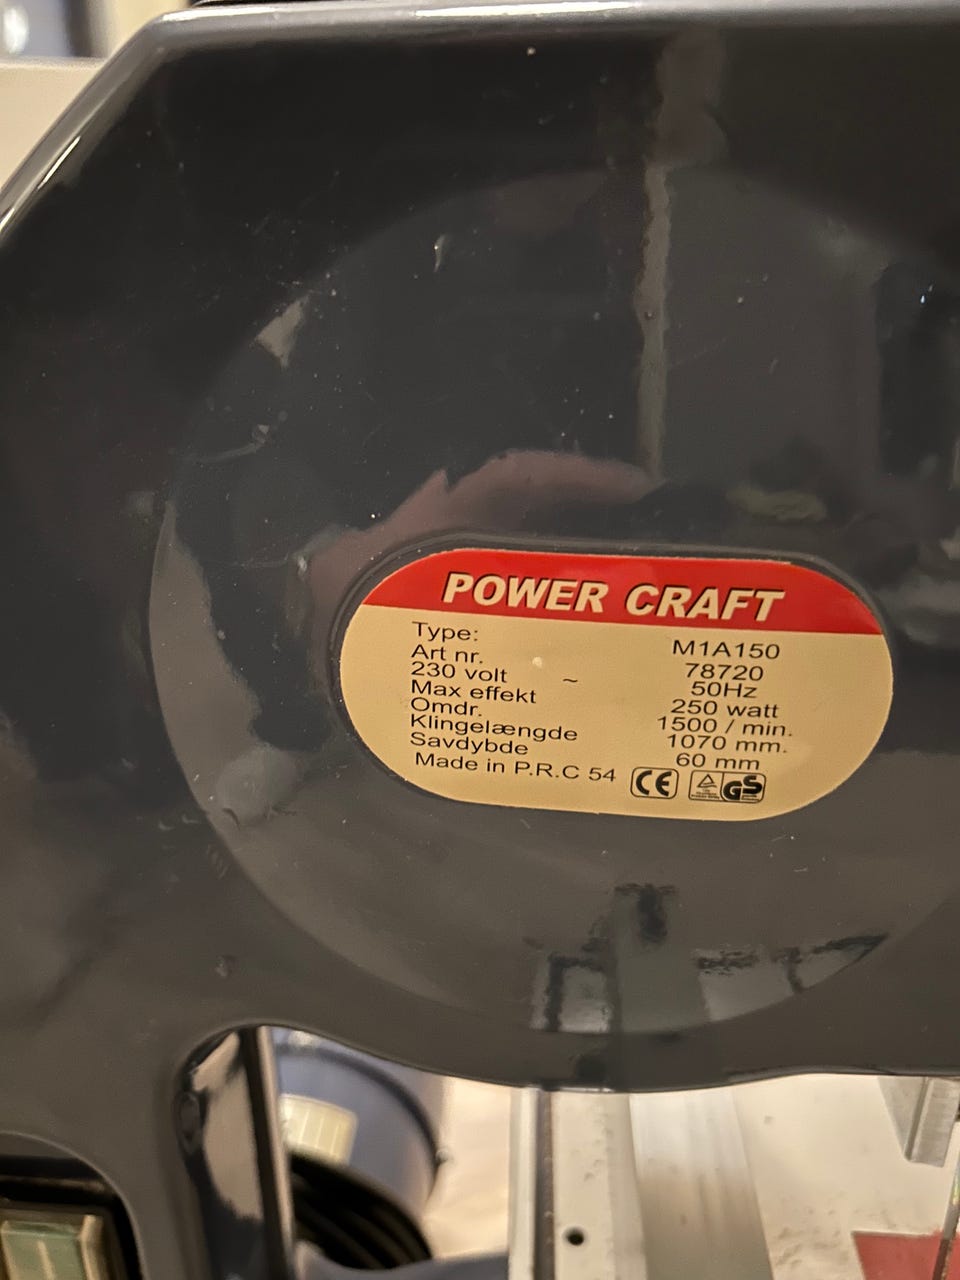 POWER CRAFT
Type: M1A150
Art nr. 78720
230 volt ~ 50Hz
Max effekt 250 watt
Omdr. 1500 / min.
Klingelængde 1070 mm.
Savdybde 60 mm
Made in P.R.C 54 CE GS